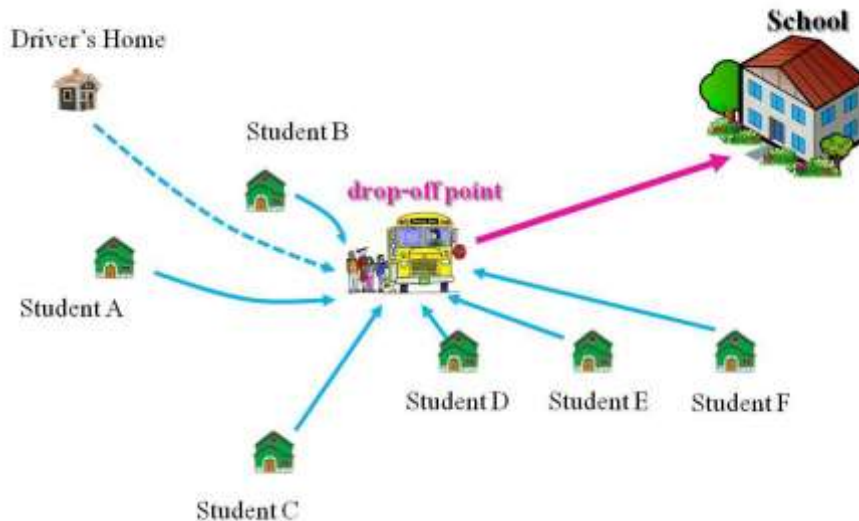 School
Driver's Home
Student B
drop-off point
Student A
Student D
Student E
Student F
Student C